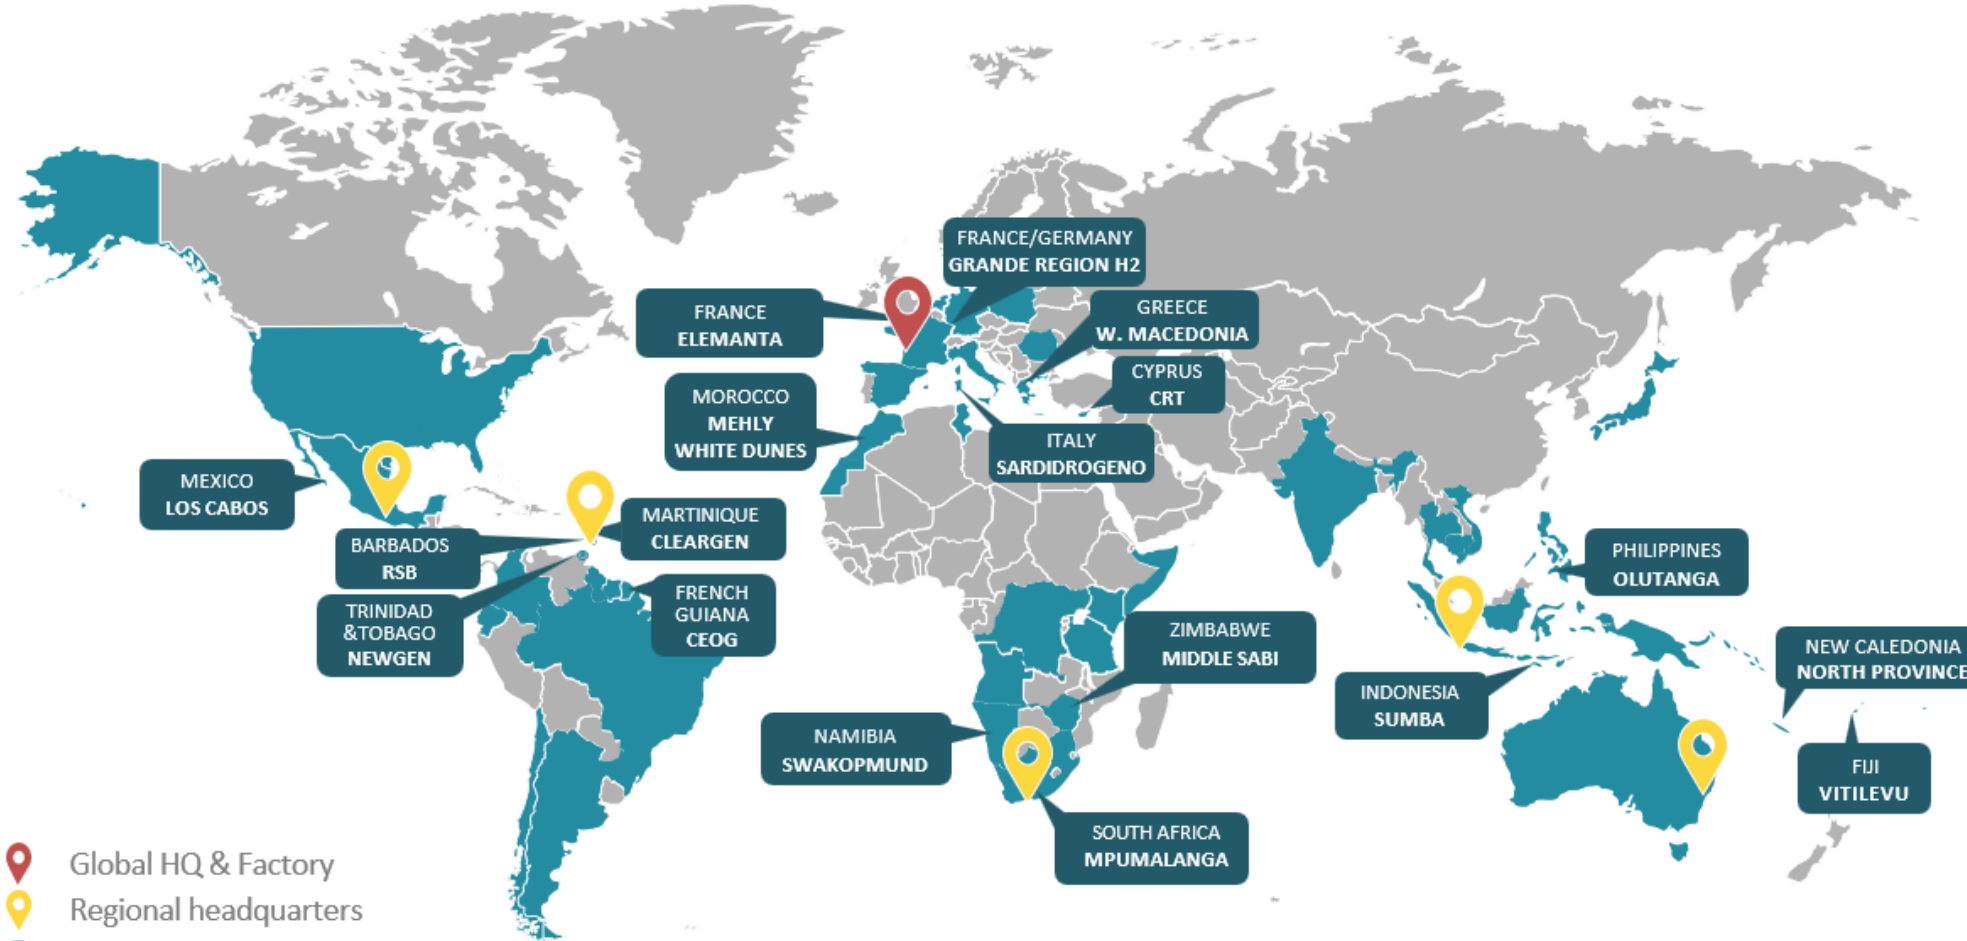 FRANCE/GERMANY
GRANDE REGION H2
FRANCE
ELEMANTA
GREECE
W. MACEDONIA
CYPRUS
CRT
MOROCCO
MEHLY
WHITE DUNES
ITALY
SARDIDROGENO
MEXICO
LOS CABOS
MARTINIQUE
CLEARGEN
BARBADOS
RSB
TRINIDAD
&TOBAGO
NEWGEN
FRENCH
GUIANA
CEOG
PHILIPPINES
OLUTANGA
ZIMBABWE
MIDDLE SABI
NEW CALEDONIA
NORTH PROVINCE
INDONESIA
SUMBA
NAMIBIA
SWAKOPMUND
FIJI
VITILEVU
SOUTH AFRICA
MPUMALANGA
Global HQ & Factory
Regional headquarters